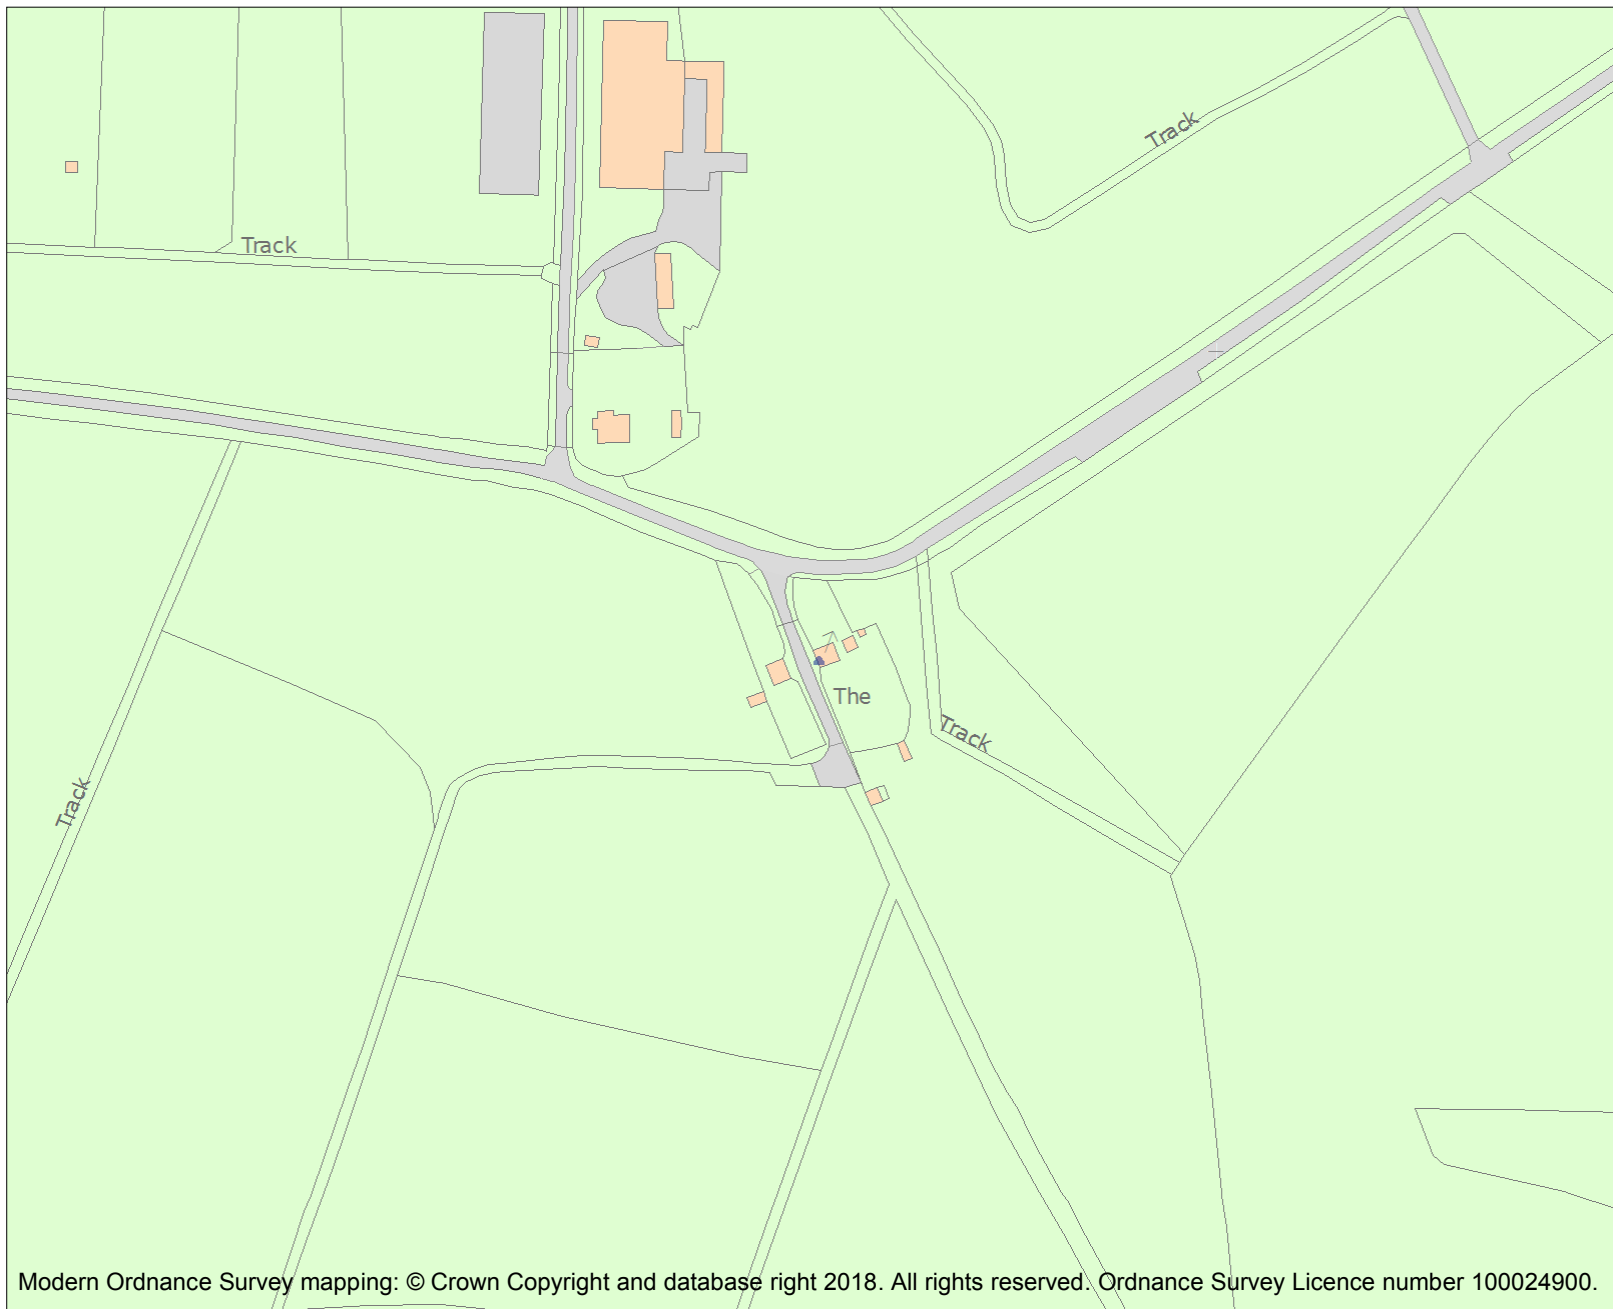 Track
Track
The
Track
Track
Modern Ordnance Survey mapping: © Crown Copyright and database right 2018. All rights reserved. Ordnance Survey Licence number 100024900.